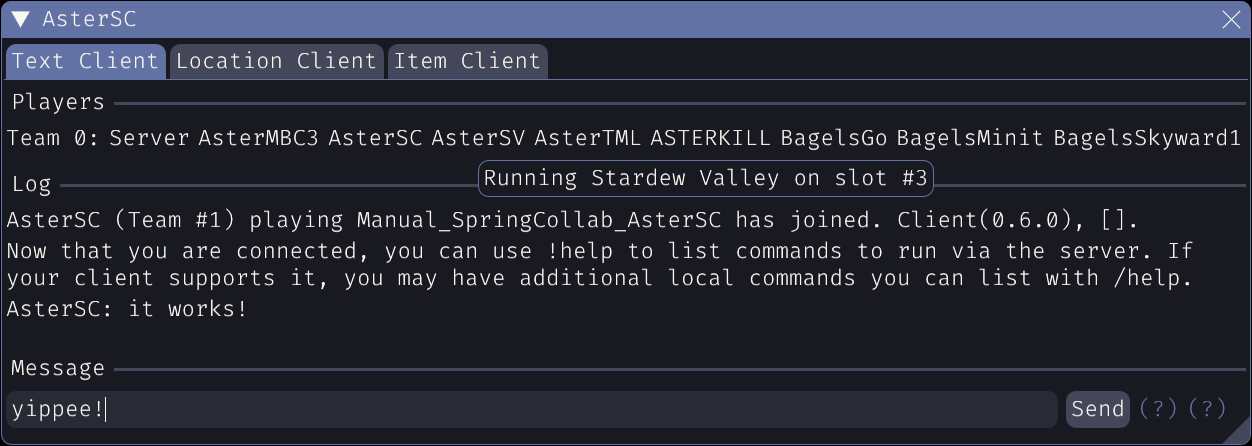 ▼ AsterSC
Text Client Location Client Item Client
Players
Team 0: Server AsterMBC3 AsterSC AsterSV AsterTML ASTERKILL BagelsGo BagelsMinit BagelsSkyward1
Running Stardew Valley on slot #3
Log
AsterSC (Team #1) playing Manual_SpringCollab_AsterSC has joined. Client(0.6.0), [].
Now that you are connected, you can use !help to list commands to run via the server. If
your client supports it, you may have additional local commands you can list with /help.
AsterSC: it works!
Message
yippee! Send (?) (?)